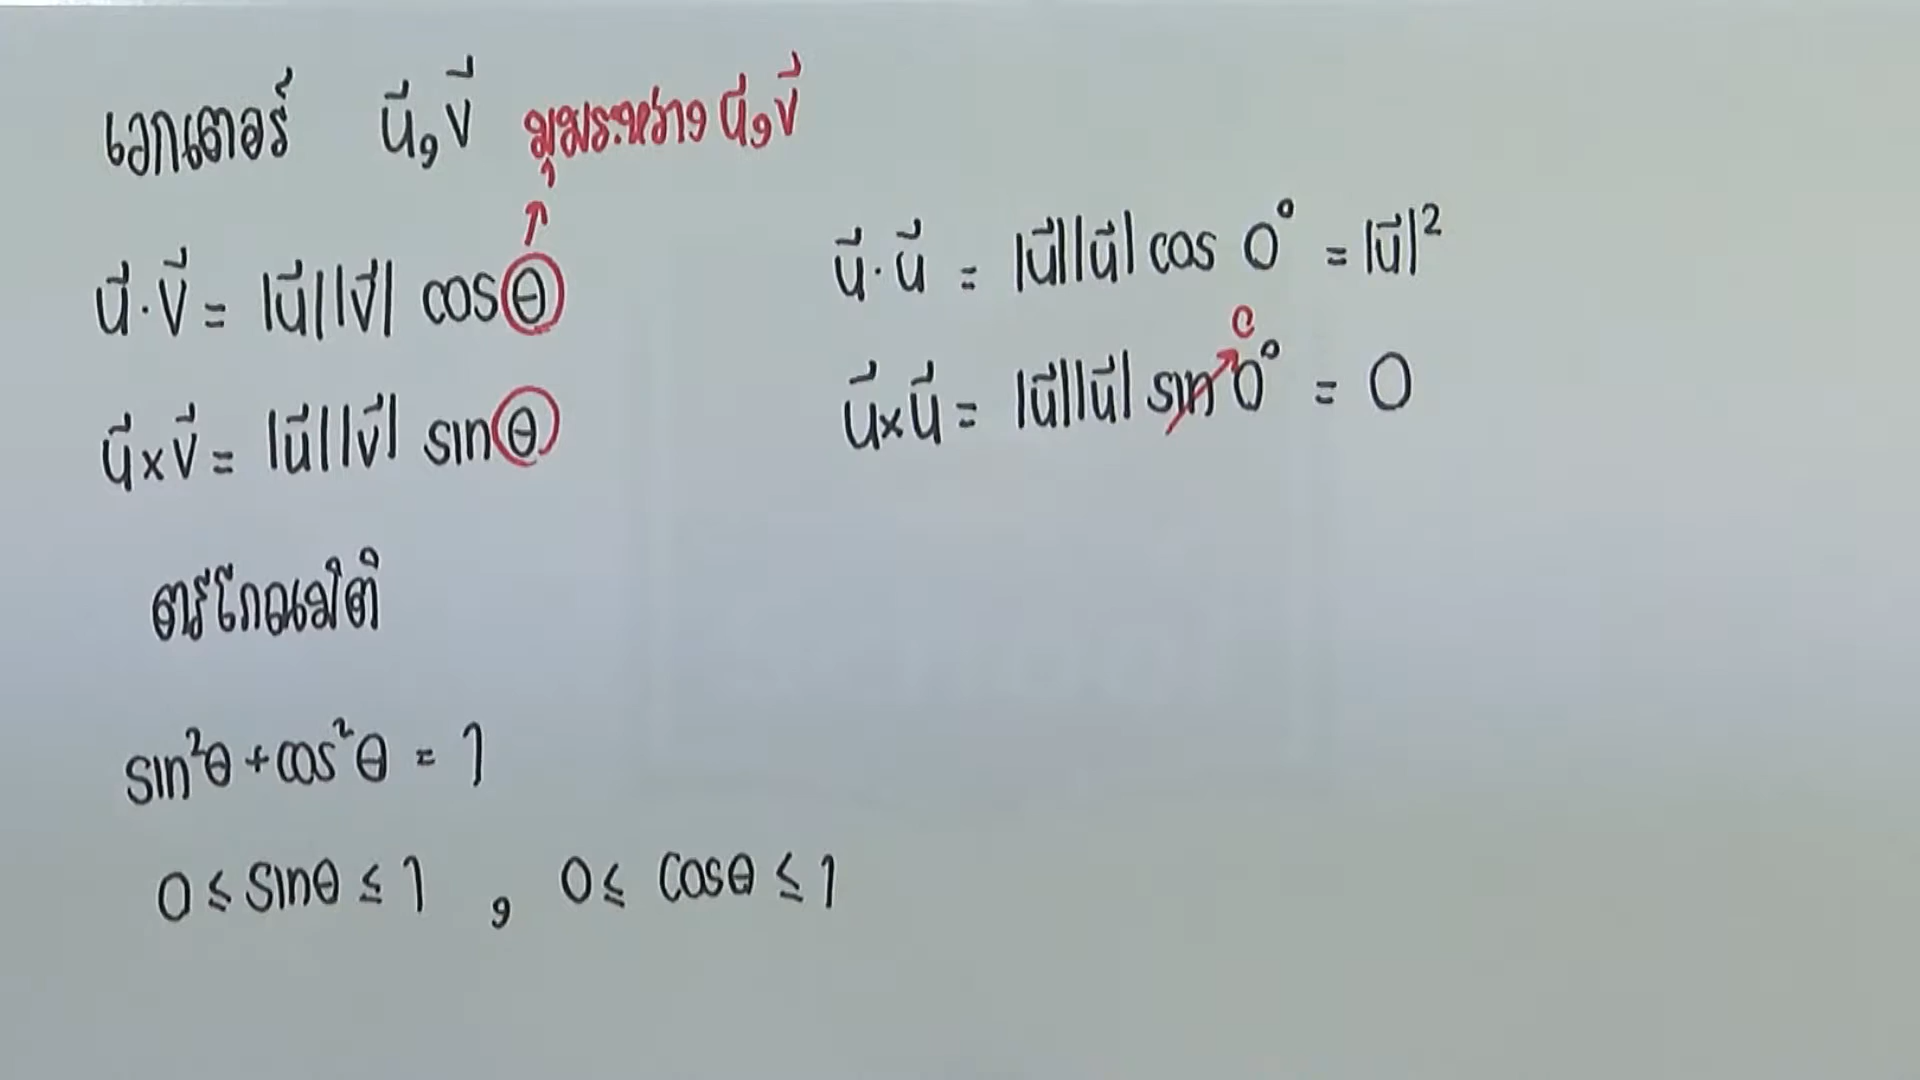 เวกเตอร์ ū, v̄ มุมระหว่าง ū, v̄
ū · v̄ = |ū||v̄| cos θ
ū × v̄ = |ū||v̄| sin θ
ū · ū = |ū||ū| cos 0° = |ū|²
0
ū × ū = |ū||ū| sin 0° = 0
ตรีโกณมิติ
sin²θ + cos²θ = 1
0 ≤ sinθ ≤ 1 , 0 ≤ cosθ ≤ 1